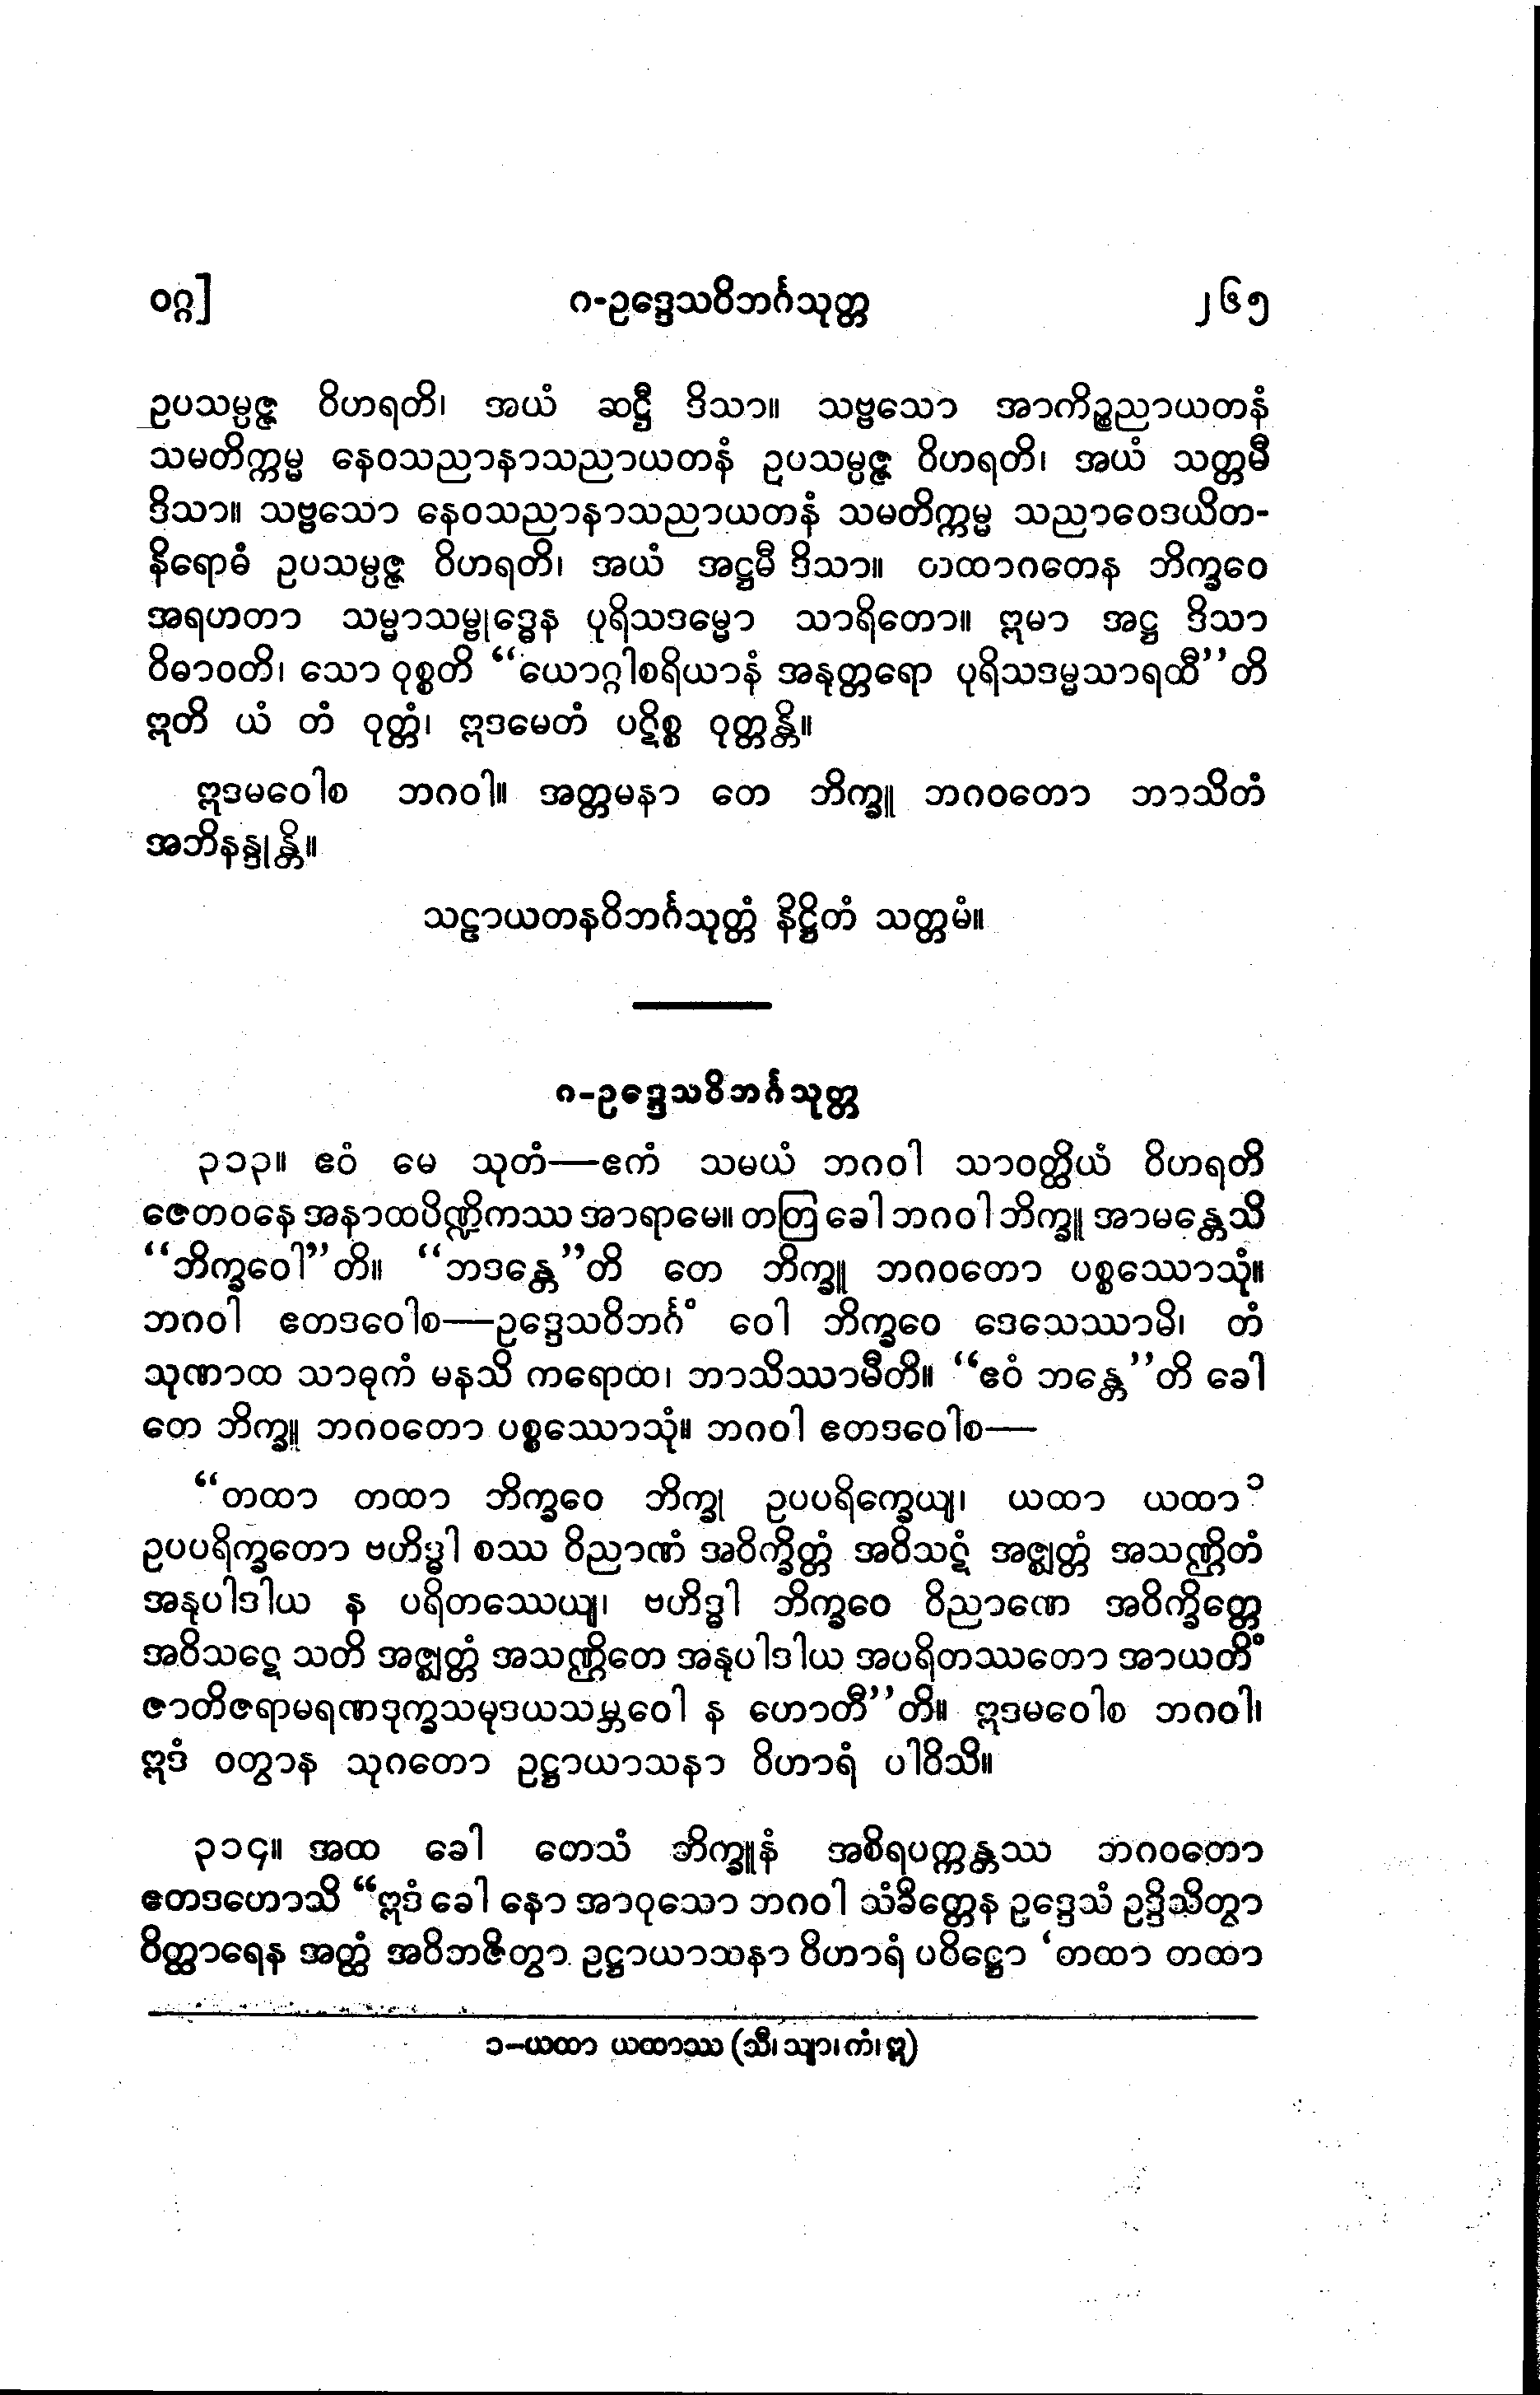 ဝဂ္ဂ] ဂ-ဥဒ္ဒေသဝိဘင်္ဂသုတ္တ ၂၆၅
ဥပသမ္ပဇ္ဇ ဝိဟရတိ၊ အယံ ဆဋ္ဌီ ဒိသာ။ သဗ္ဗသော အာကိဉ္စညာယတနံ
သမတိက္ကမ္မ နေဝသညာနာသညာယတနံ ဥပသမ္ပဇ္ဇ ဝိဟရတိ၊ အယံ သတ္တမီ
ဒိသာ။ သဗ္ဗသော နေဝသညာနာသညာယတနံ သမတိက္ကမ္မ သညာဝေဒယိတ-
နိရောဓံ ဥပသမ္ပဇ္ဇ ဝိဟရတိ၊ အယံ အဋ္ဌမီ ဒိသာ။ တထာဂတေန ဘိက္ခဝေ
အရဟတာ သမ္မာသမ္ဗုဒ္ဓေန ပုရိသဒမ္မော သာရိတော။ ဣမာ အဋ္ဌ ဒိသာ
ဝိဓာဝတိ၊ သော ဝုစ္စတိ “ယောဂ္ဂါစရိယာနံ အနုတ္တရော ပုရိသဒမ္မသာရထီ”တိ
ဣတိ ယံ တံ ဝုတ္တံ၊ ဣဒမေတံ ပဋိစ္စ ဝုတ္တန္တိ။
ဣဒမဝေါစ ဘဂဝါ။ အတ္တမနာ တေ ဘိက္ခူ ဘဂဝတော ဘာသိတံ
အဘိနန္ဒုန္တိ။
သဠာယတနဝိဘင်္ဂသုတ္တံ နိဋ္ဌိတံ သတ္တမံ။
ဂ-ဥဒ္ဒေသဝိဘင်္ဂသုတ္တ
၃၁၃။ ဧဝံ မေ သုတံ—ဧကံ သမယံ ဘဂဝါ သာဝတ္ထိယံ ဝိဟရတိ
ဇေတဝနေ အနာထပိဏ္ဍိကဿ အာရာမေ။ တတြ ခေါ ဘဂဝါ ဘိက္ခူ အာမန္တေသိ
“ဘိက္ခဝေါ”တိ။ “ဘဒန္တေ”တိ တေ ဘိက္ခူ ဘဂဝတော ပစ္စဿောသုံ။
ဘဂဝါ ဧတဒဝေါစ—ဥဒ္ဒေသဝိဘင်္ဂံ ဝေါ ဘိက္ခဝေ ဒေသေဿာမိ၊ တံ
သုဏာထ သာဓုကံ မနသိ ကရောထ၊ ဘာသိဿာမီတိ။ “ဧဝံ ဘန္တေ”တိ ခေါ
တေ ဘိက္ခူ ဘဂဝတော ပစ္စဿောသုံ။ ဘဂဝါ ဧတဒဝေါစ—
“တထာ တထာ ဘိက္ခဝေ ဘိက္ခု ဥပပရိက္ခေယျ၊ ယထာ ယထာ ၁
ဥပပရိက္ခတော ဗဟိဒ္ဓါ စဿ ဝိညာဏံ အဝိက္ခိတ္တံ အဝိသဋံ အဇ္ဈတ္တံ အသဏ္ဌိတံ
အနုပါဒါယ န ပရိတဿေယျ၊ ဗဟိဒ္ဓါ ဘိက္ခဝေ ဝိညာဏေ အဝိက္ခိတ္တေ
အဝိသဋေ သတိ အဇ္ဈတ္တံ အသဏ္ဌိတေ အနုပါဒါယ အပရိတဿတော အာယတိံ
ဇာတိဇရာမရဏဒုက္ခသမုဒယသမ္ဘဝေါ န ဟောတီ”တိ။ ဣဒမဝေါစ ဘဂဝါ၊
ဣဒံ ဝတွာန သုဂတော ဥဋ္ဌာယာသနာ ဝိဟာရံ ပါဝိသိ။
၃၁၄။ အထ ခေါ တေသံ ဘိက္ခူနံ အစိရပက္ကန္တဿ ဘဂဝတော
ဧတဒဟောသိ “ဣဒံ ခေါ နော အာဝုသော ဘဂဝါ သံခိတ္တေန ဥဒ္ဒေသံ ဥဒ္ဒိသိတွာ
ဝိတ္ထာရေန အတ္ထံ အဝိဘဇိတွာ ဥဋ္ဌာယာသနာ ဝိဟာရံ ပဝိဋ္ဌော ‘တထာ တထာ
၁-ယထာ ယထာဿ (သီ၊ သျာ၊ ကံ၊ ဣ)